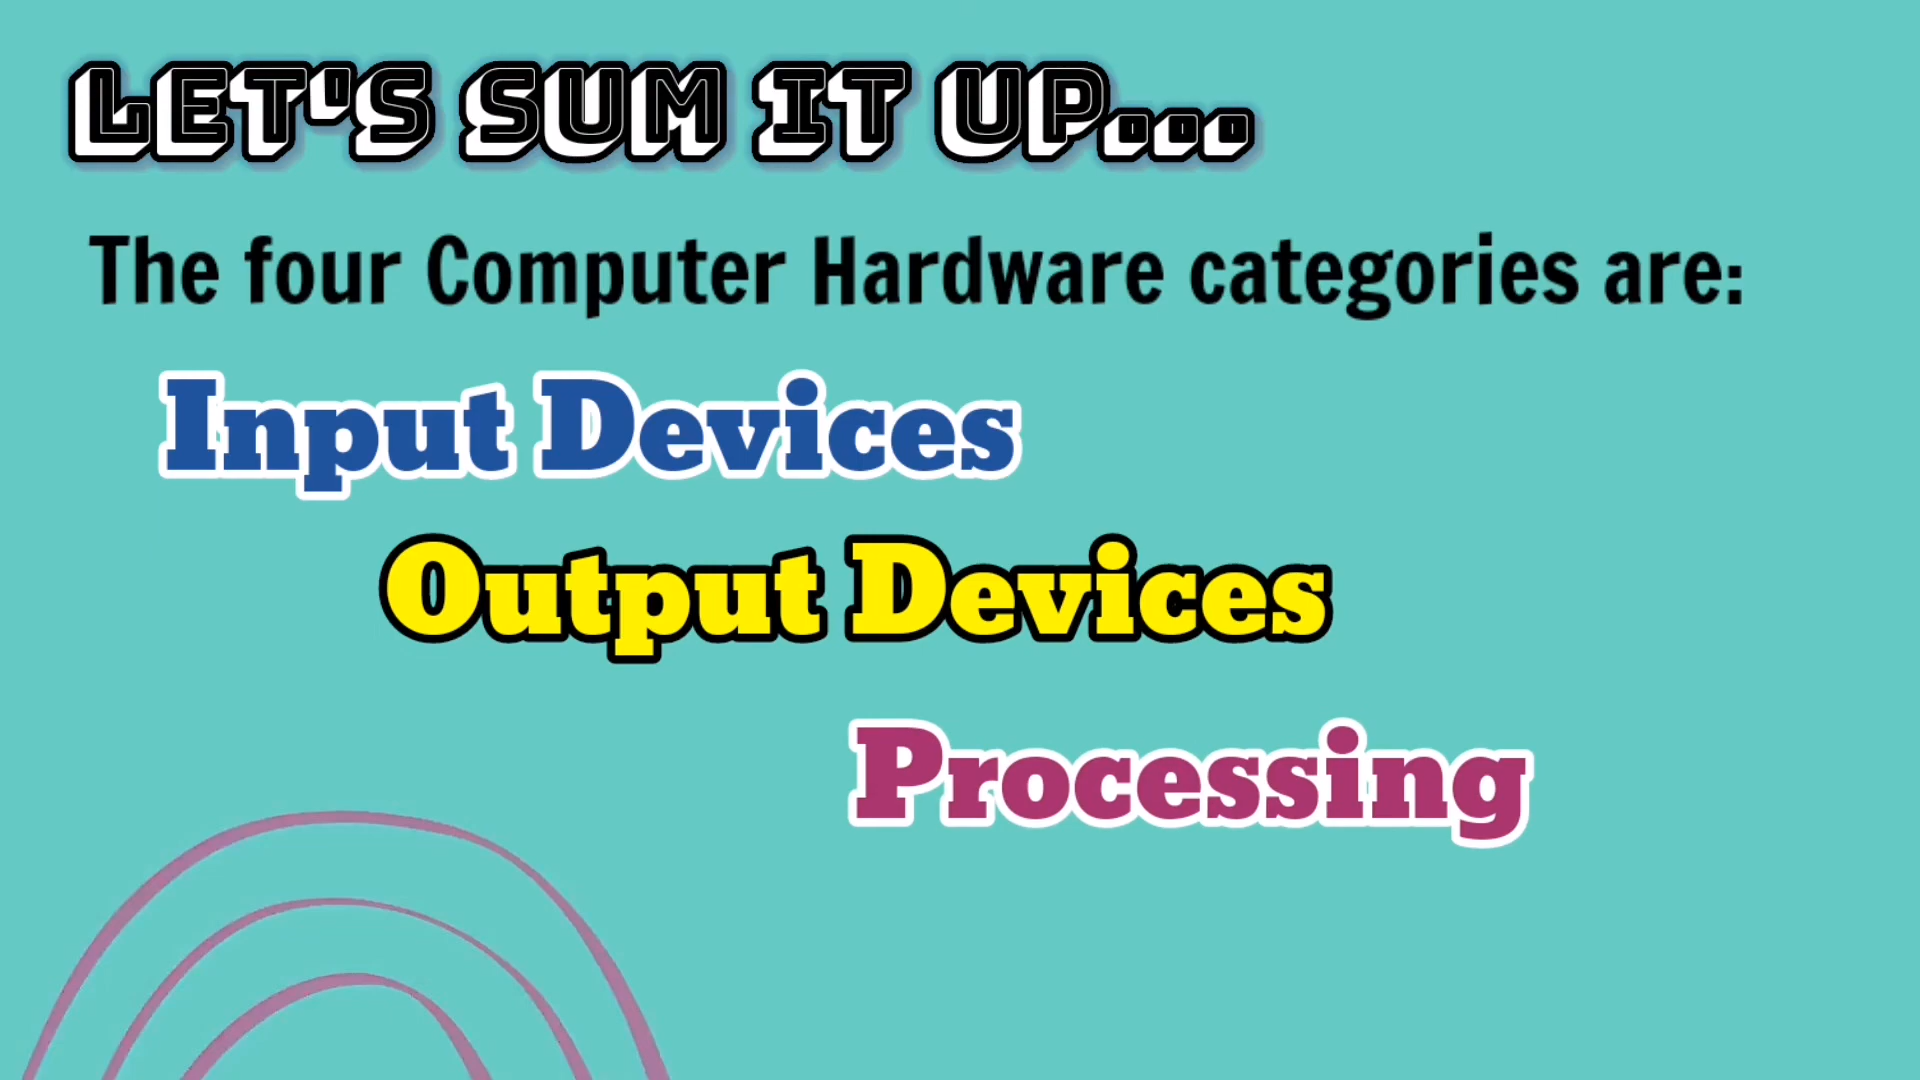 LET'S SUM IT UP...
The four Computer Hardware categories are:
Input Devices
Output Devices
Processing